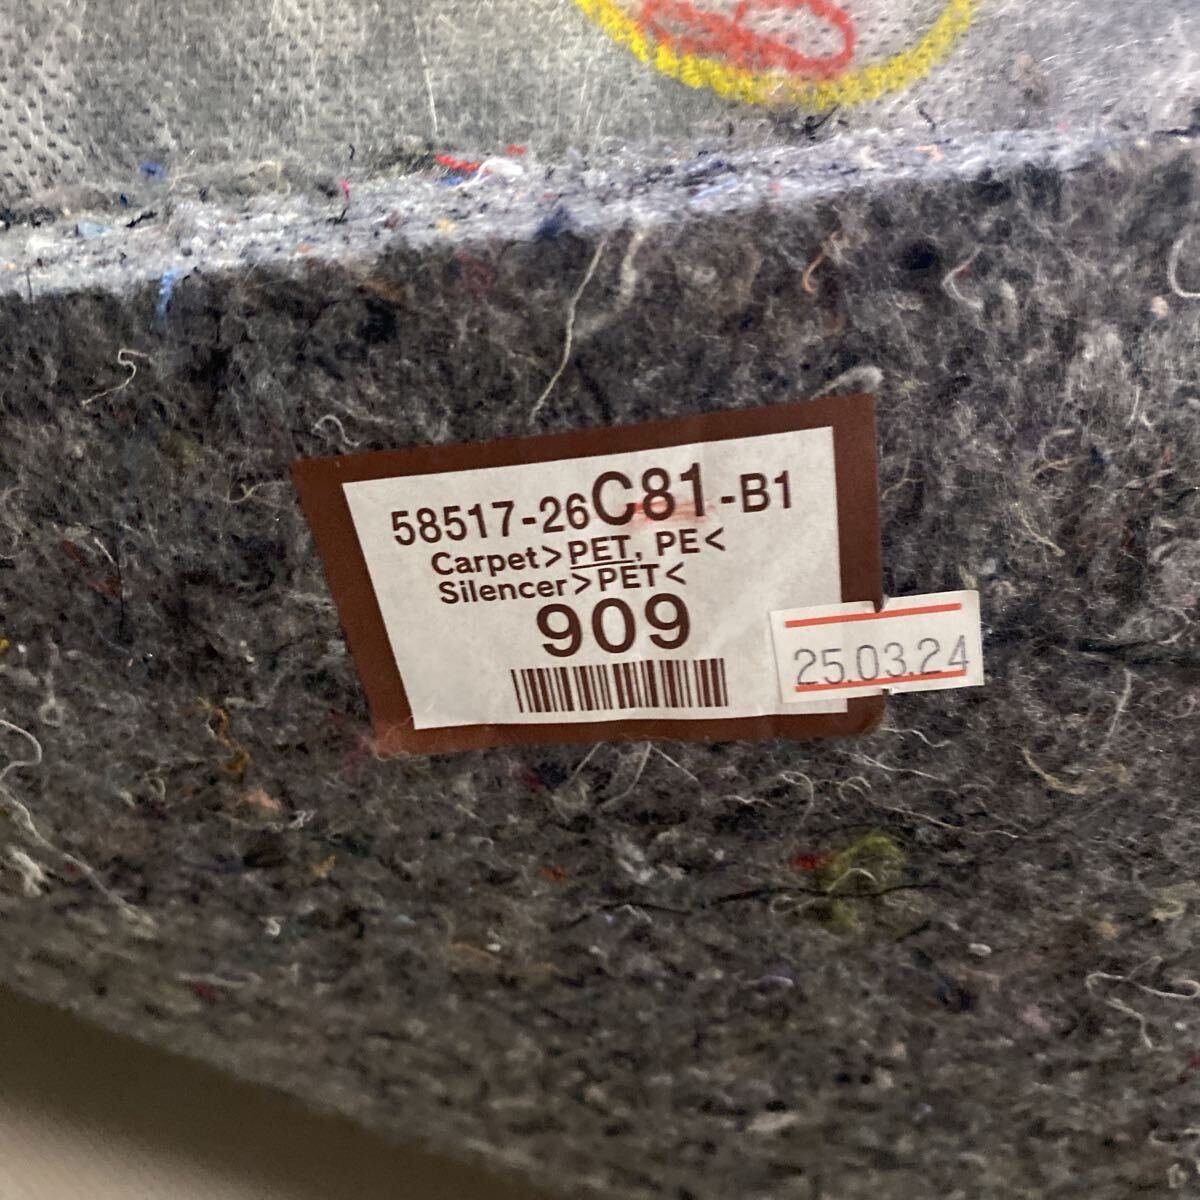 58517-26C81-B1
Carpet>PET, PE<
Silencer>PET<
909
25.03.24